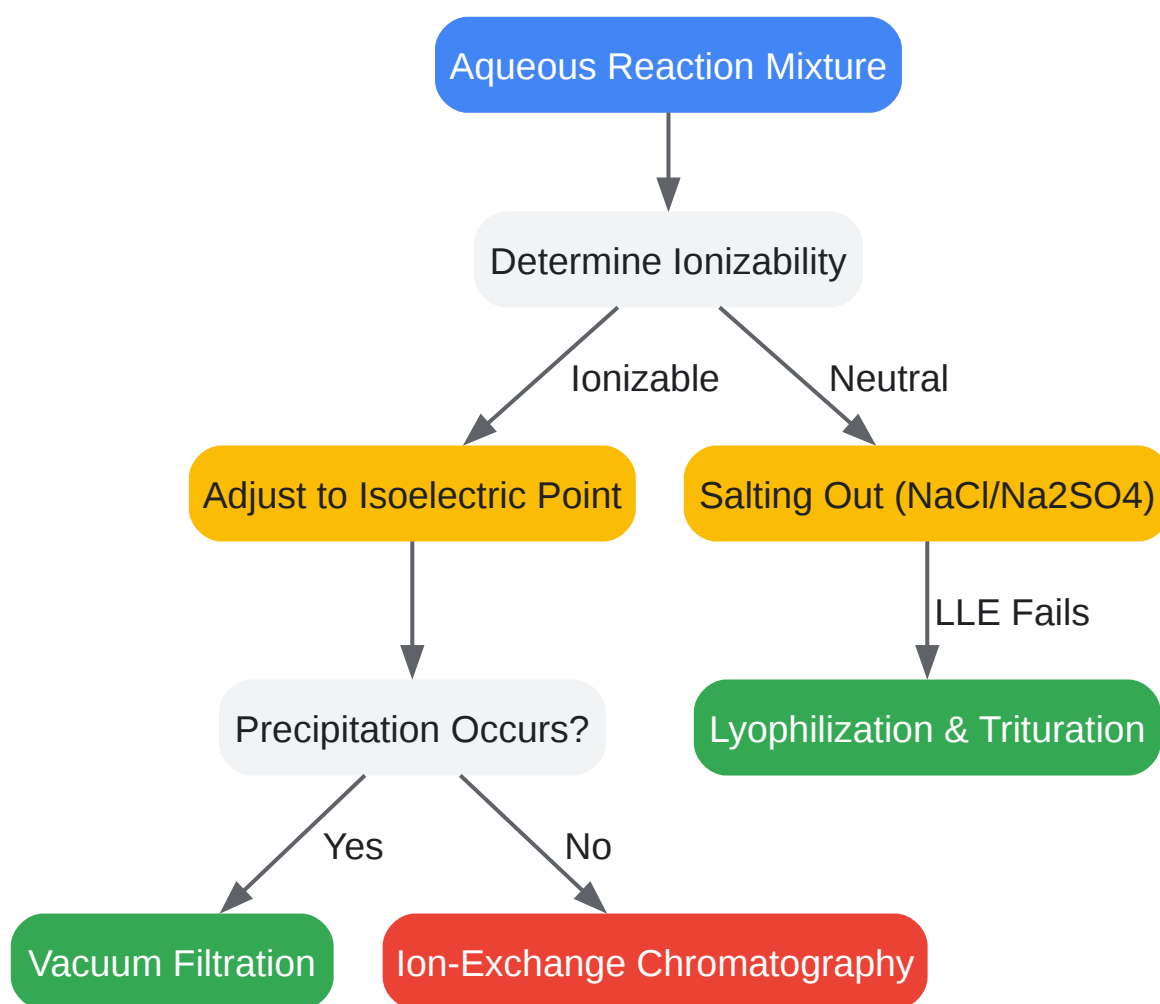 Aqueous Reaction Mixture
Determine Ionizability
Ionizable
Neutral
Adjust to Isoelectric Point
Salting Out (NaCl/Na2SO4)
LLE Fails
Precipitation Occurs?
Lyophilization & Trituration
Yes
No
Vacuum Filtration
Ion-Exchange Chromatography